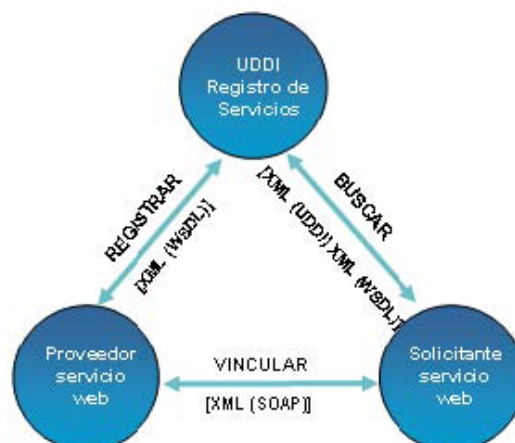 UDDI
Registro de
Servicios
REGISTRAR
[XML (WSDL)]
BUSCAR
[XML (UDDI) XML (WSDL)]
Proveedor
servicio
web
VINCULAR
[XML (SOAP)]
Solicitante
servicio
web